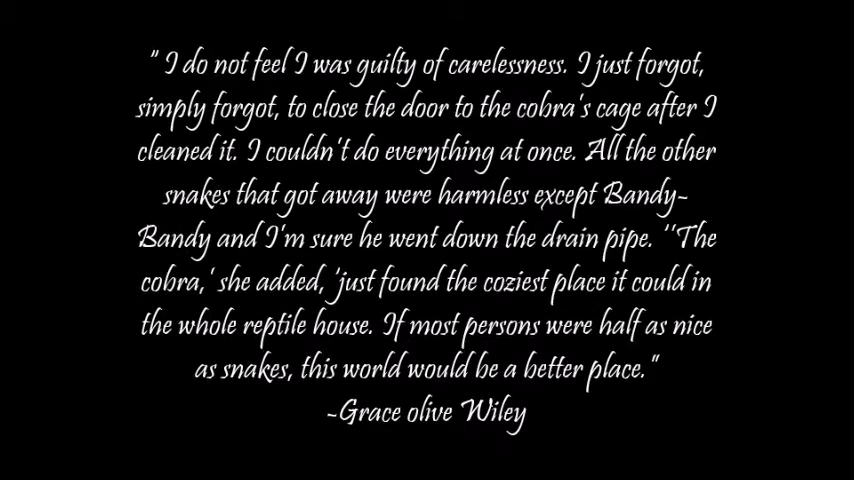 " I do not feel I was guilty of carelessness. I just forgot,
simply forgot, to close the door to the cobra's cage after I
cleaned it. I couldn't do everything at once. All the other
snakes that got away were harmless except Bandy-
Bandy and I'm sure he went down the drain pipe. ''The
cobra,' she added, 'just found the coziest place it could in
the whole reptile house. If most persons were half as nice
as snakes, this world would be a better place."
-Grace olive Wiley